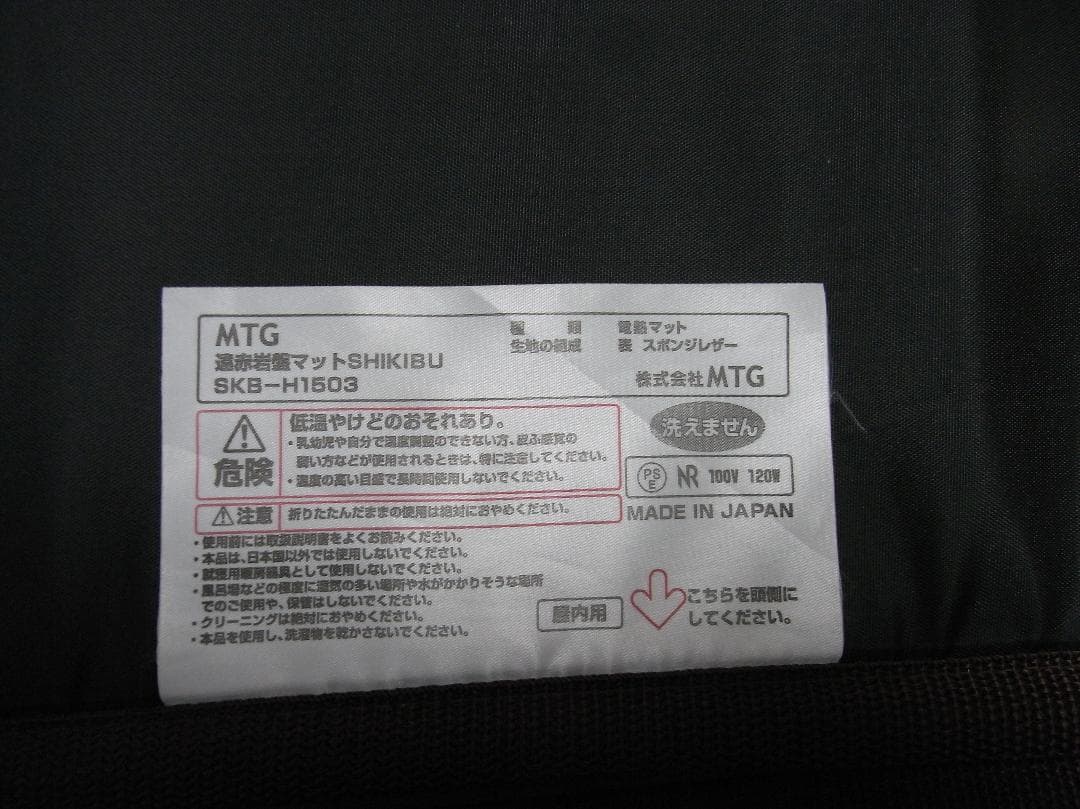 MTG
遠赤岩盤マットSHIKIBU
SKB-H1503
種 類 電熱マット
生地の組成 表 スポンジレザー
株式会社MTG
危険
低温やけどのおそれあり。
・乳幼児や自分で温度調整のできない方、皮ふ感覚の
弱い方などが使用されるときは、特に注意してください。
・温度の高い目盛で長時間使用しないでください。
注意 折りたたんだままの使用は絶対におやめください。
洗えません
PS E NR 100V 120W
MADE IN JAPAN
・使用前には取扱説明書をよくお読みください。
・本品は、日本国以外では使用しないでください。
・就寝用暖房器具として使用しないでください。
・風呂場などの極度に湿気の多い場所や水がかかりそうな場所
でのご使用や、保管はしないでください。
・クリーニングは絶対におやめください。
・本品を使用し、洗濯物を乾かさないでください。
屋内用
こちらを頭側に
してください。